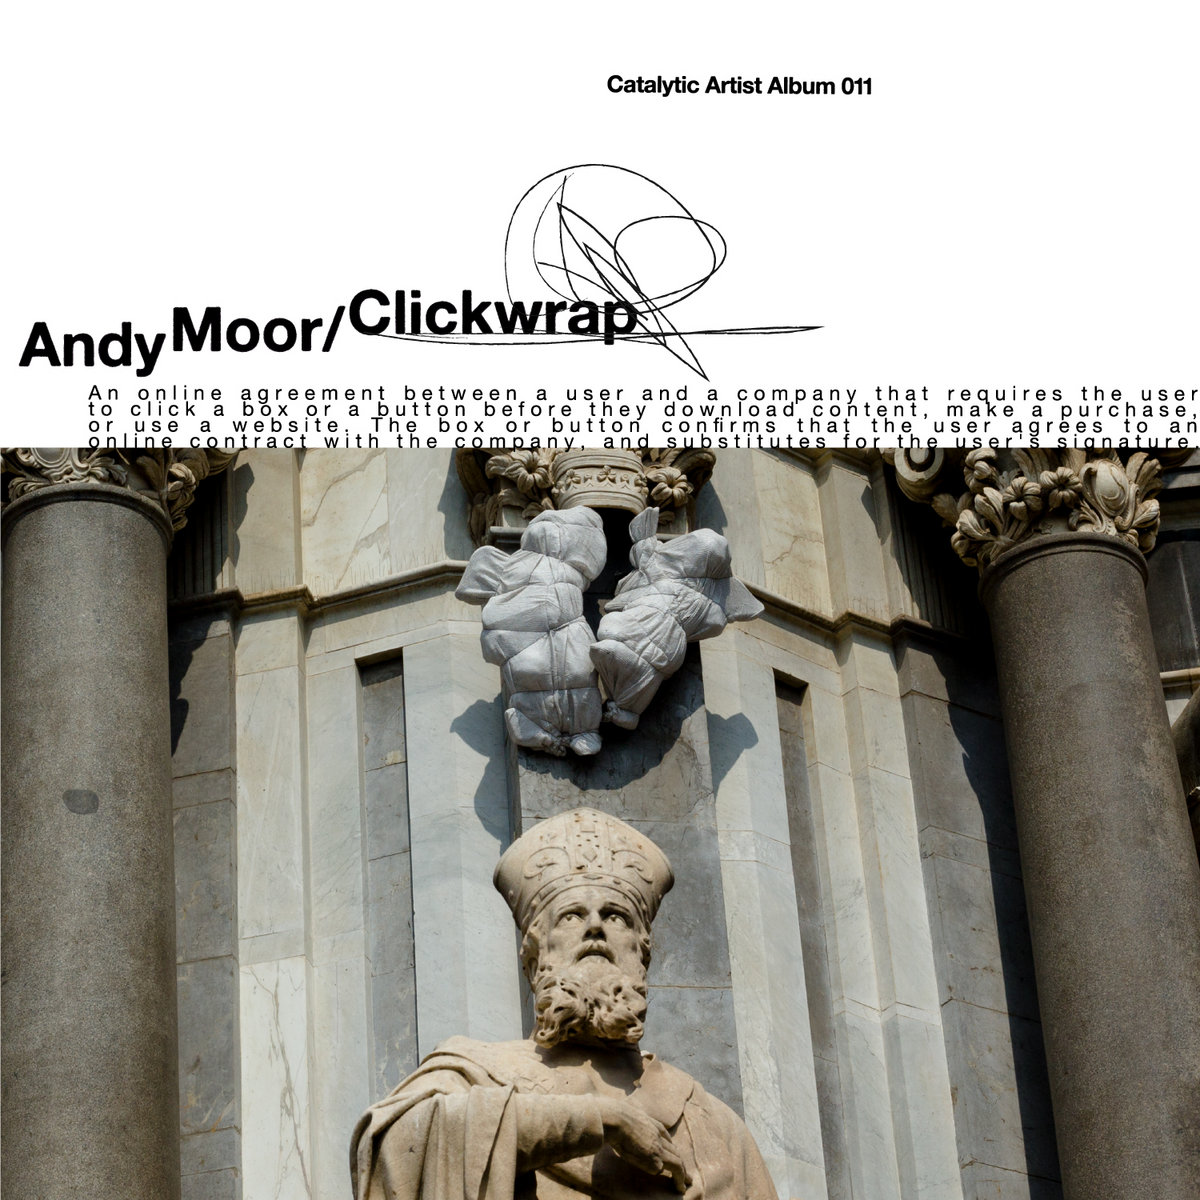 Catalytic Artist Album 011
Andy Moor/Clickwrap
An online agreement between a user and a company that requires the user
to click a box or a button before they download content, make a purchase,
or use a website. The box or button confirms that the user agrees to an
online contract with the company, and substitutes for the user's signature.